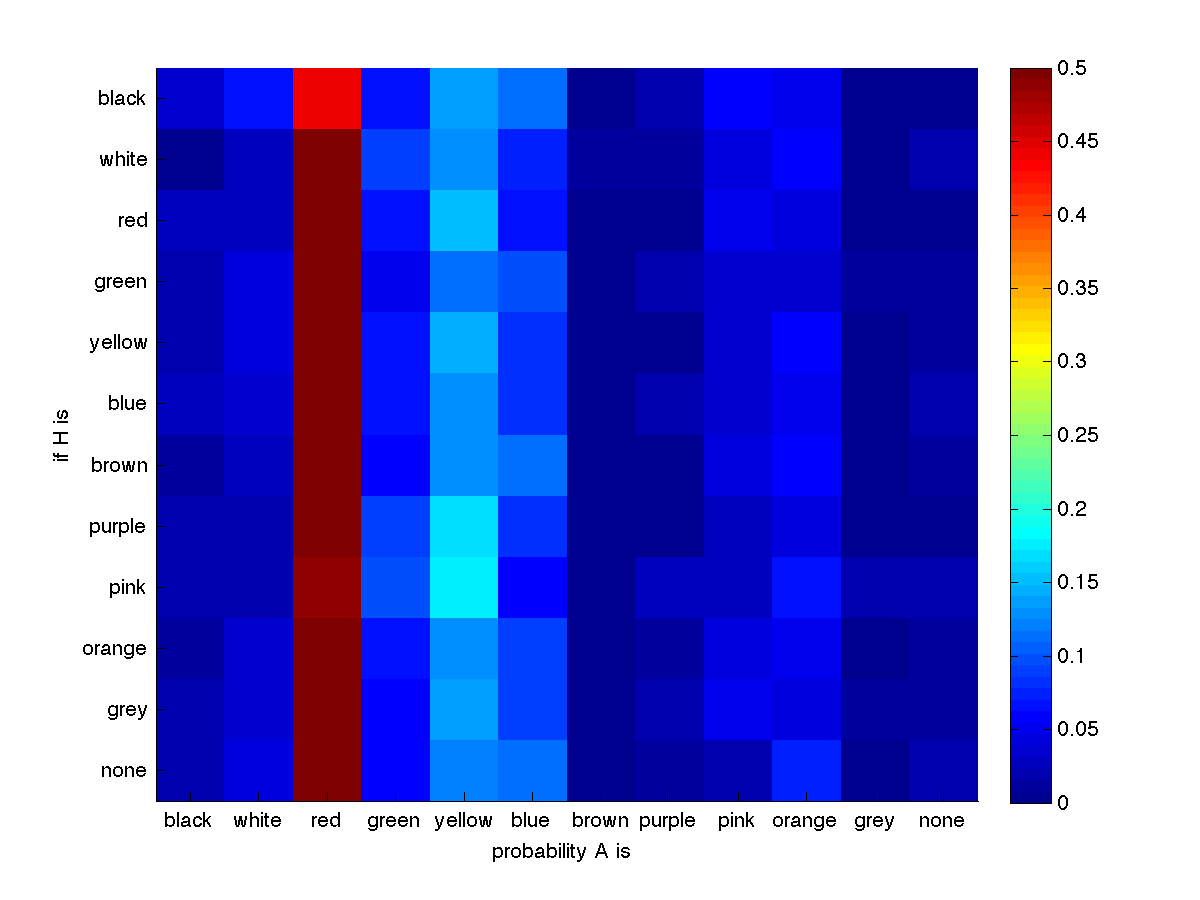 black
white
red
green
yellow
blue
brown
purple
pink
orange
grey
none
if H is
black white red green yellow blue brown purple pink orange grey none
probability A is
0.5
0.45
0.4
0.35
0.3
0.25
0.2
0.15
0.1
0.05
0